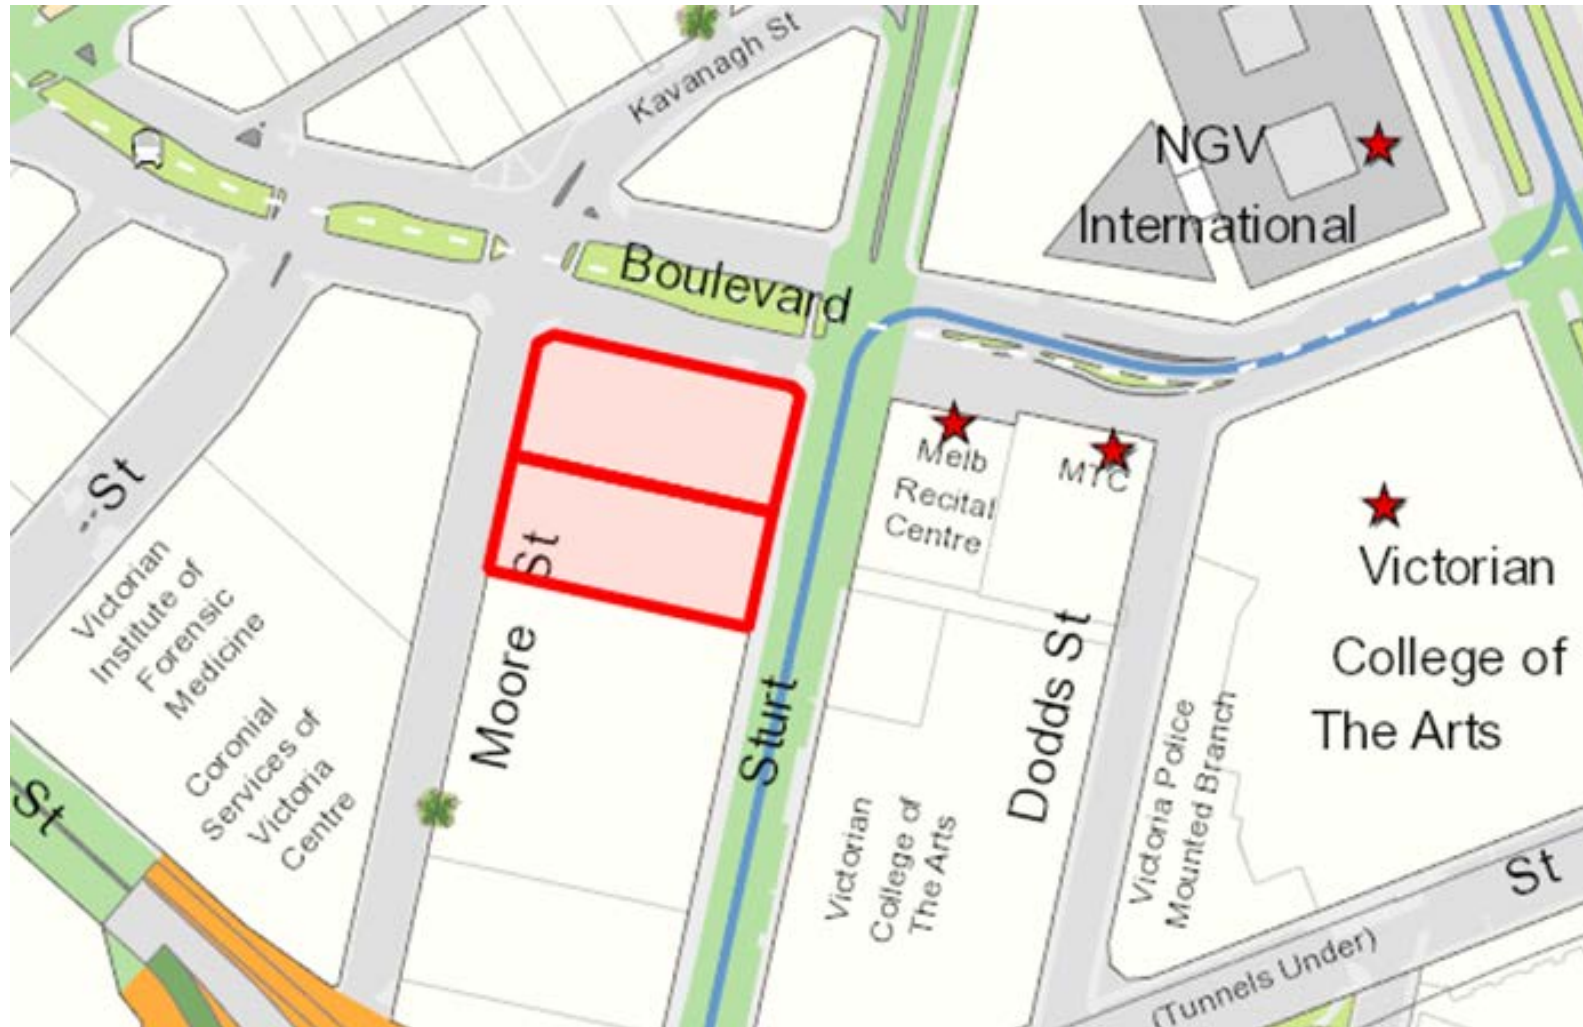 Kavanagh St
NGV
International
Boulevard
St
Melb
Recital
Centre
MTC
St
Victorian
Institute of
Forensic
Medicine
Coronial
Services of
Victoria
Centre
Moore
St
Sturt
Dodds St
Victorian
College of
The Arts
Victorian
College of
The Arts
Victoria Police
Mounted Branch
St
St
(Tunnels Under)